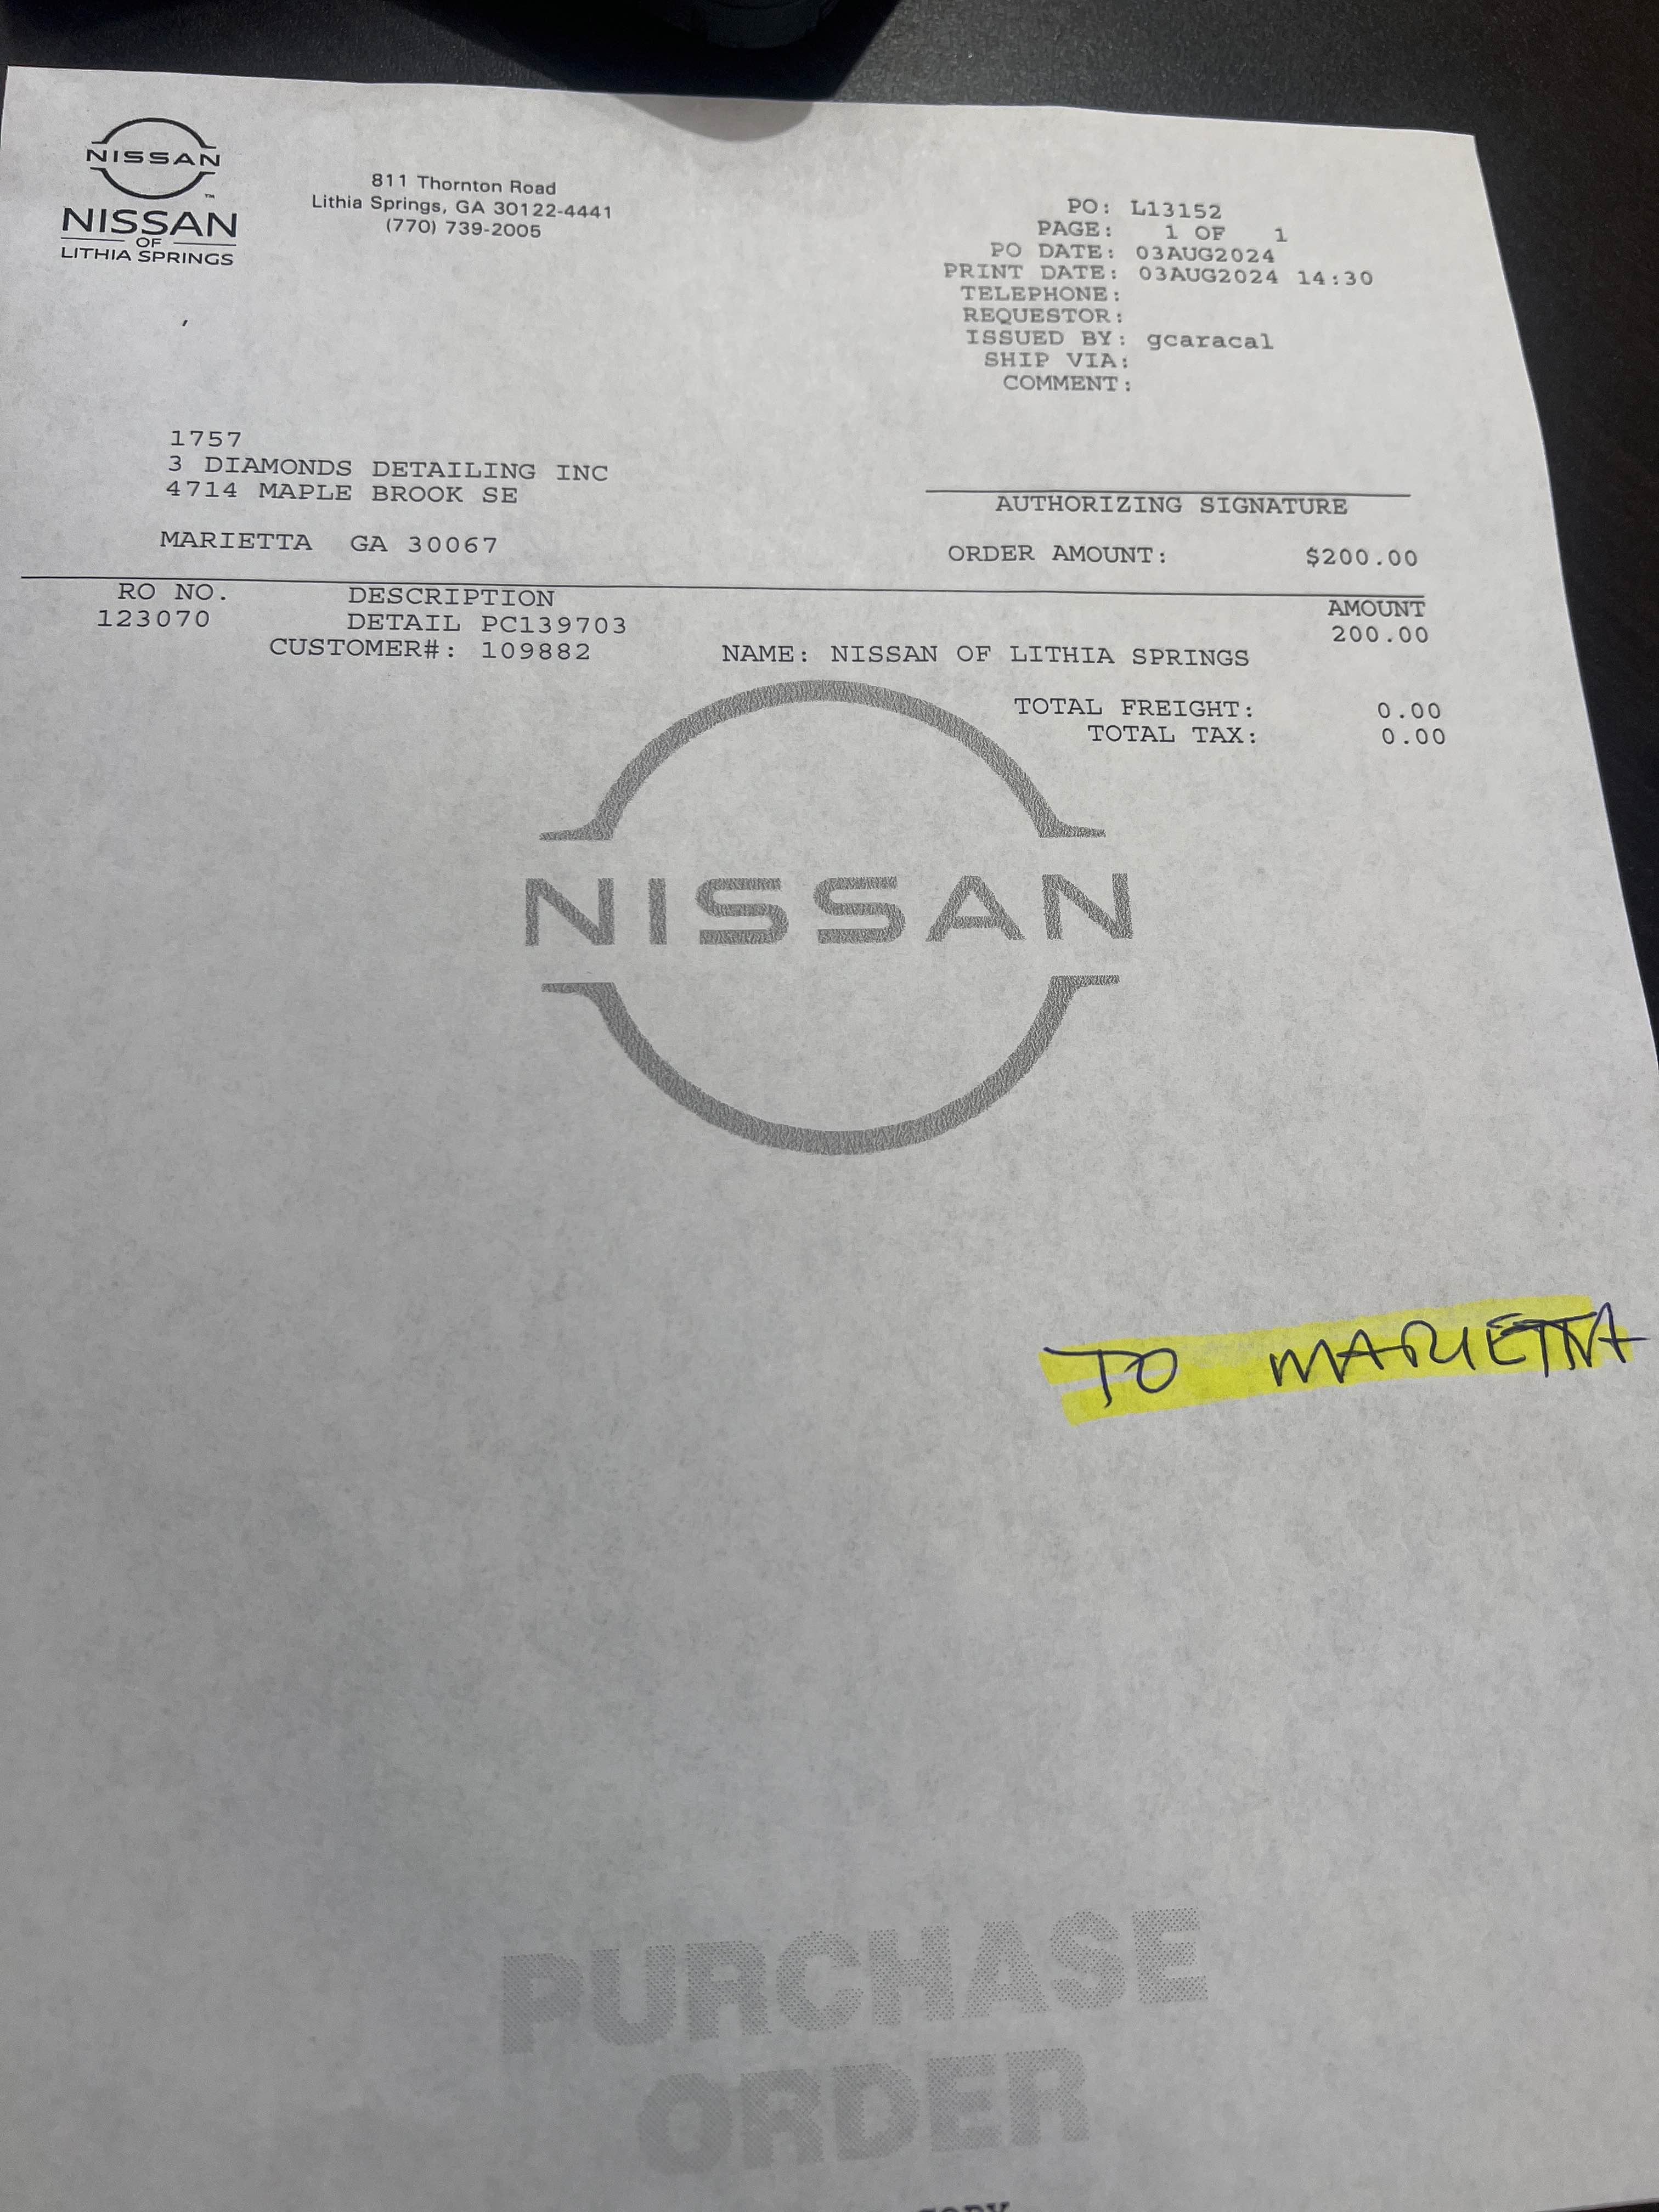 NISSAN
NISSAN
OF
LITHIA SPRINGS
811 Thornton Road
Lithia Springs, GA 30122-4441
(770) 739-2005
PO: L13152
PAGE: 1 OF 1
PO DATE: 03AUG2024
PRINT DATE: 03AUG2024 14:30
TELEPHONE:
REQUESTOR:
ISSUED BY: gcaracal
SHIP VIA:
COMMENT:
1757
3 DIAMONDS DETAILING INC
4714 MAPLE BROOK SE
MARIETTA GA 30067
AUTHORIZING SIGNATURE
ORDER AMOUNT: $200.00
RO NO. DESCRIPTION AMOUNT
123070 DETAIL PC139703 200.00
CUSTOMER#: 109882 NAME: NISSAN OF LITHIA SPRINGS
TOTAL FREIGHT: 0.00
TOTAL TAX: 0.00
NISSAN
TO MARIETTA
PURCHASE
ORDER
COPY